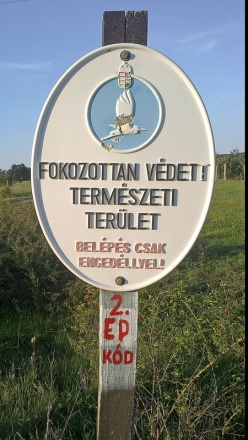 FOKOZOTTAN VÉDETT
TERMÉSZETI
TERÜLET
BELÉPÉS CSAK
ENGEDÉLLYEL!
2.
EP
KÓD